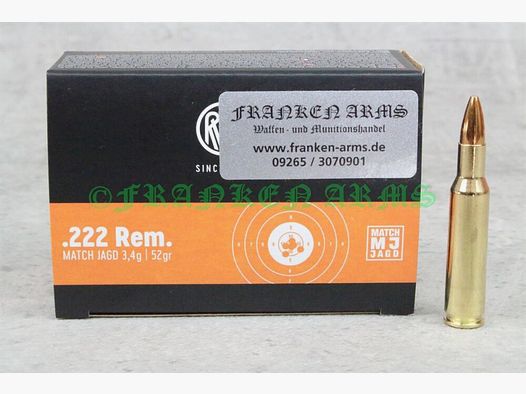 RW
SINC
FRANKEN ARMS
Waffen- und Munitionshandel
www.franken-arms.de
09265 / 3070901
©FRANKEN ARMS
.222 Rem.
MATCH JAGD 3,4g | 52gr
MATCH
MJ
JAGD